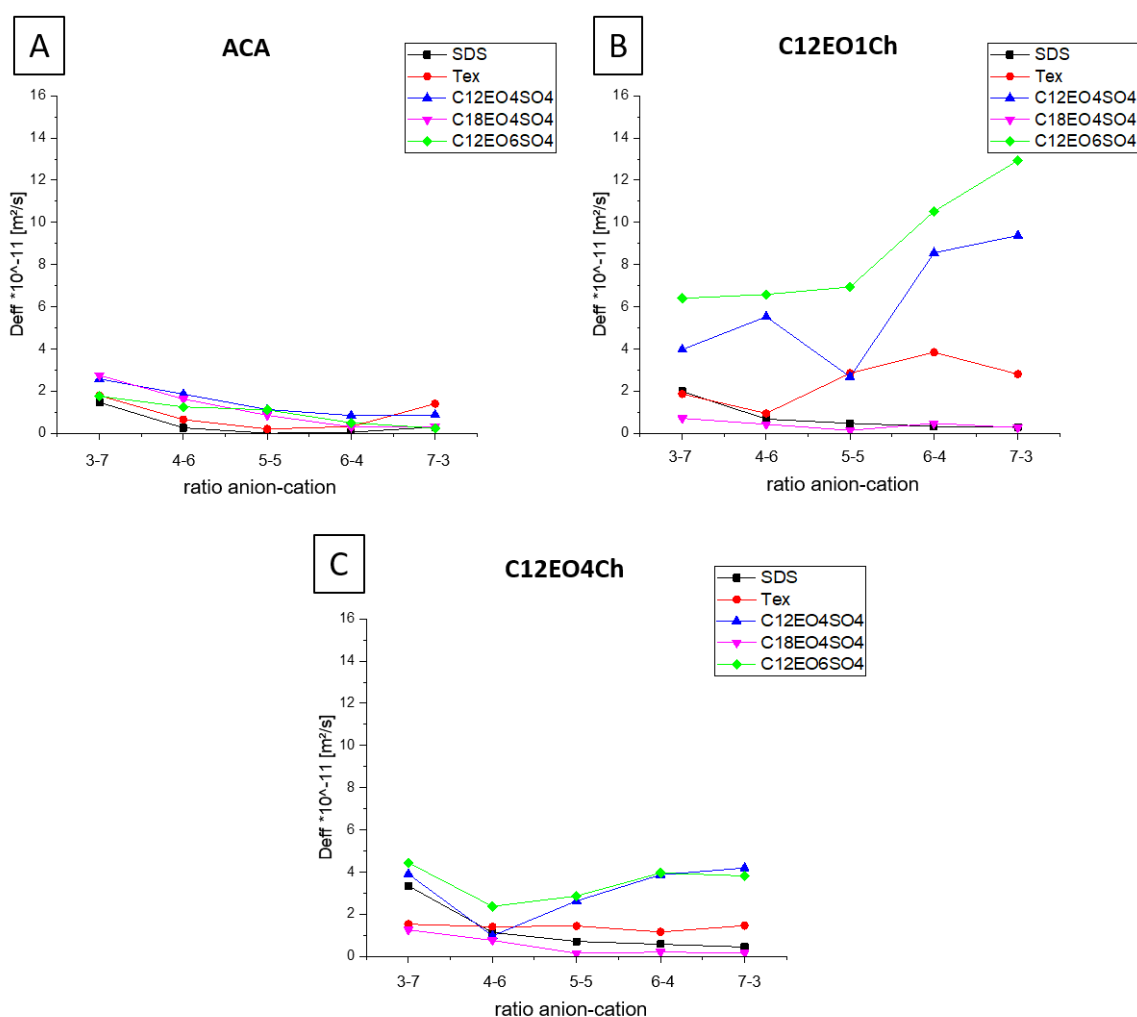 A
ACA
SDS
Tex
C12EO4SO4
C18EO4SO4
C12EO6SO4
16
14
12
10
8
6
4
2
0
Deff *10^-11 [m²/s]
3-7 4-6 5-5 6-4 7-3
ratio anion-cation
B
C12EO1Ch
SDS
Tex
C12EO4SO4
C18EO4SO4
C12EO6SO4
16
14
12
10
8
6
4
2
0
Deff *10^-11 [m²/s]
3-7 4-6 5-5 6-4 7-3
ratio anion-cation
C
C12EO4Ch
SDS
Tex
C12EO4SO4
C18EO4SO4
C12EO6SO4
16
14
12
10
8
6
4
2
0
Deff *10^-11 [m²/s]
3-7 4-6 5-5 6-4 7-3
ratio anion-cation